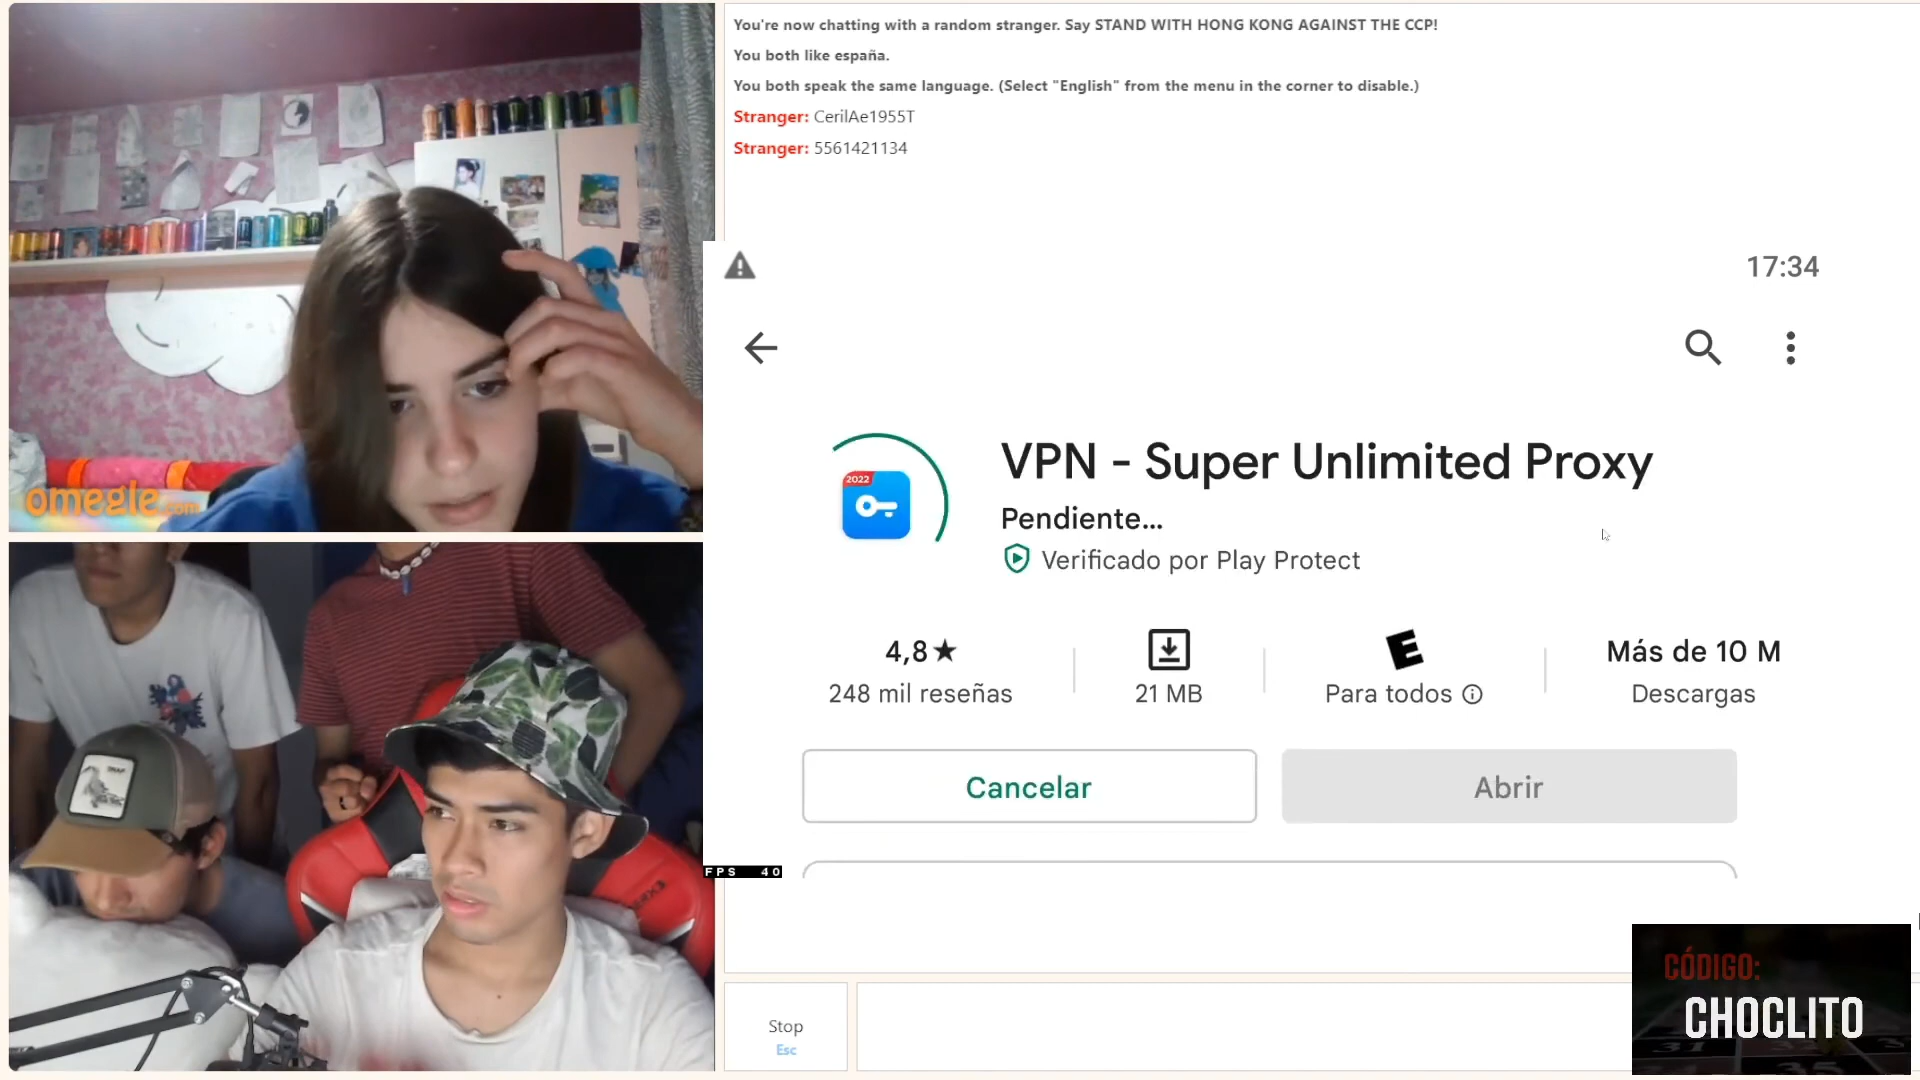 You're now chatting with a random stranger. Say STAND WITH HONG KONG AGAINST THE CCP!
You both like españa.
You both speak the same language. (Select "English" from the menu in the corner to disable.)
Stranger: CerilAe1955T
Stranger: 5561421134
17:34
2022
VPN - Super Unlimited Proxy
Pendiente...
Verificado por Play Protect
4,8★
248 mil reseñas
21 MB
E
Para todos
Más de 10 M
Descargas
Cancelar
Abrir
omegle.com
FPS 40
Stop
Esc
CÓDIGO:
CHOCLITO
31
35